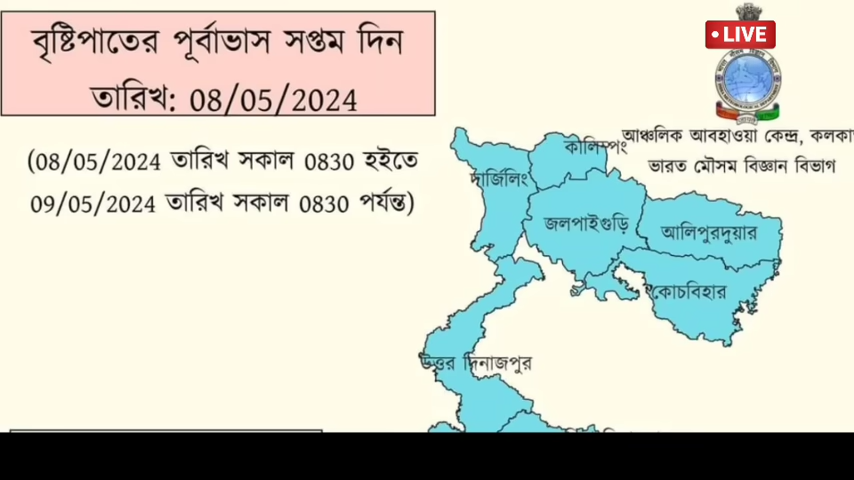 বৃষ্টিপাতের পূর্বাভাস সপ্তম দিন
তারিখ: 08/05/2024
(08/05/2024 তারিখ সকাল 0830 হইতে
09/05/2024 তারিখ সকাল 0830 পর্যন্ত)
LIVE
আঞ্চলিক আবহাওয়া কেন্দ্র,
ভারত মৌসম বিজ্ঞান বিভাগ
কালিম্পং
দার্জিলিং
জলপাইগুড়ি
আলিপুরদুয়ার
কোচবিহার
উত্তর দিনাজপুর